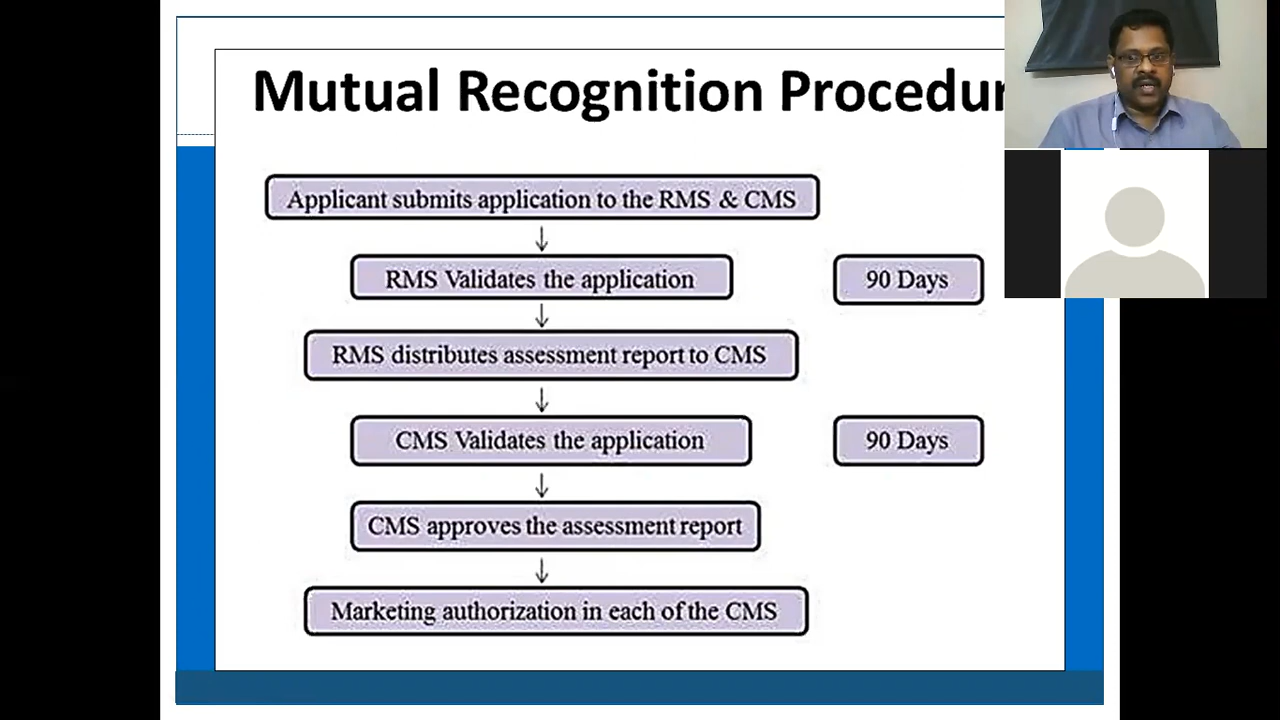 Mutual Recognition Procedur
Applicant submits application to the RMS & CMS
RMS Validates the application
90 Days
RMS distributes assessment report to CMS
CMS Validates the application
90 Days
CMS approves the assessment report
Marketing authorization in each of the CMS